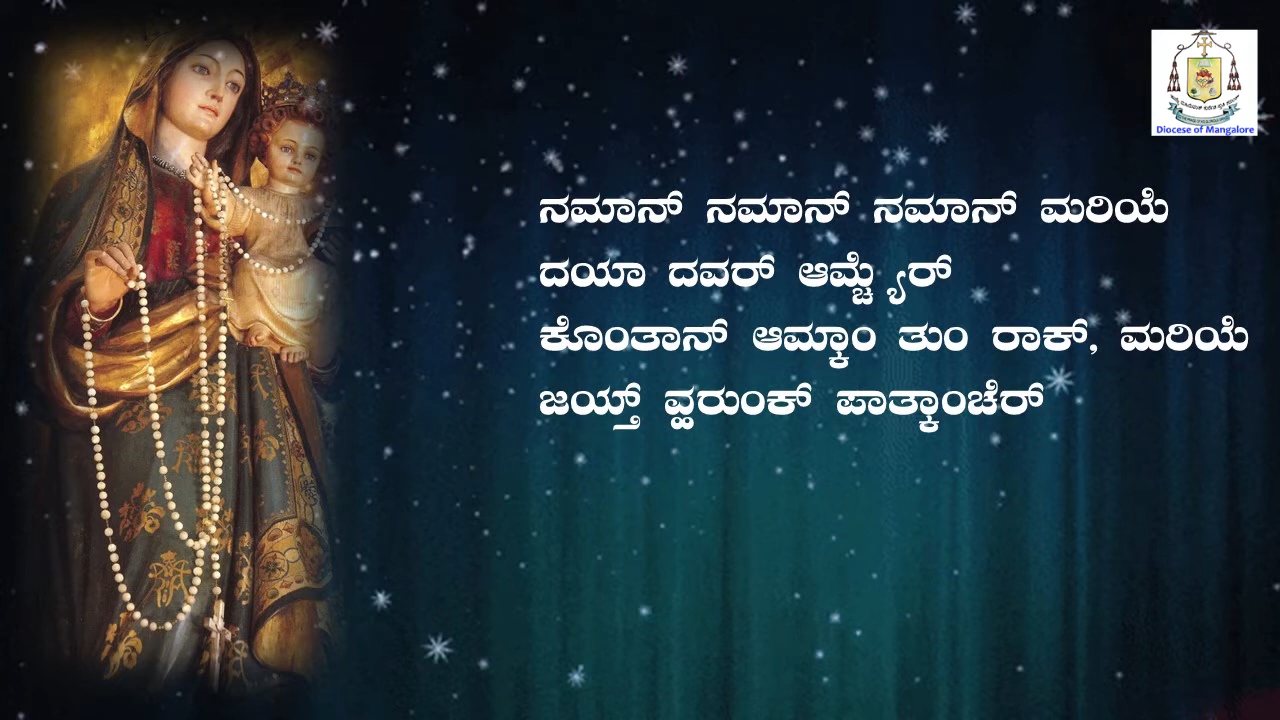 ನಮಾನ್ ನಮಾನ್ ನಮಾನ್ ಮರಿಯೆ
ದಯಾ ದವರ್ ಆಮ್ಚ್ಯೆರ್
ಕೊಂತಾನ್ ಆಮ್ಕಾಂ ತುಂ ರಾಕ್, ಮರಿಯೆ
ಜಯ್ತ್ ವ್ಹರುಂಕ್ ಪಾತ್ಕಾಂಚೆರ್
Diocese of Mangalore